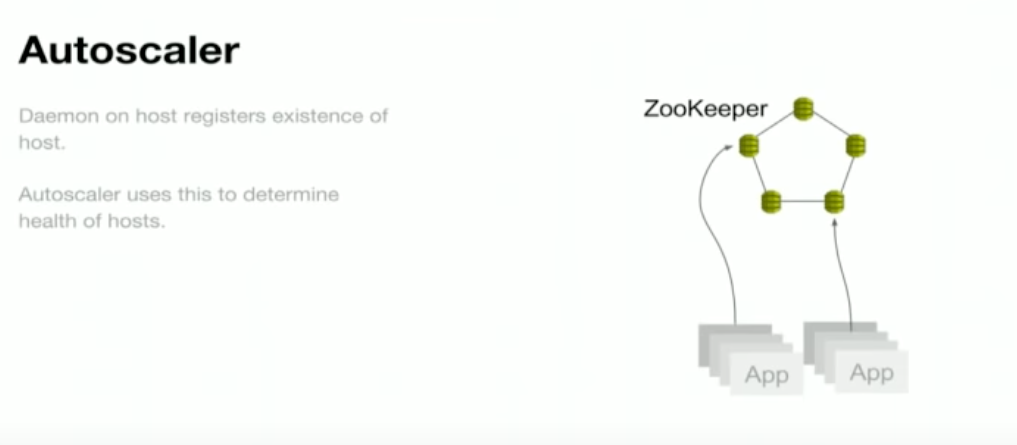 Autoscaler
Daemon on host registers existence of
host.
Autoscaler uses this to determine
health of hosts.
ZooKeeper
App
App